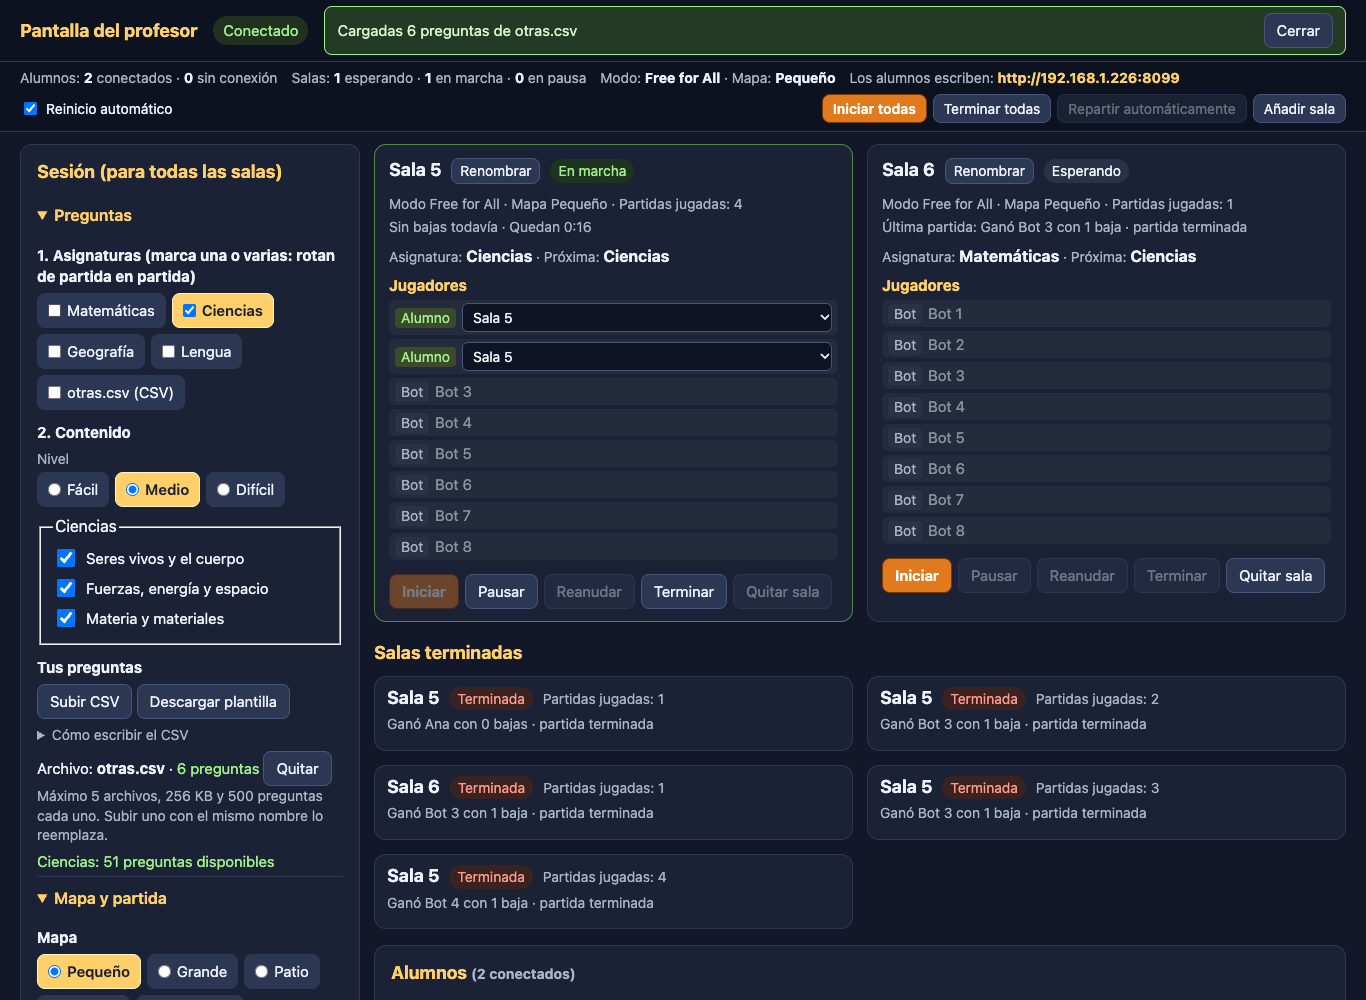 Pantalla del profesor
Conectado
Cargadas 6 preguntas de otras.csv
Cerrar
Alumnos: 2 conectados · 0 sin conexión
Salas: 1 esperando · 1 en marcha · 0 en pausa
Modo: Free for All · Mapa: Pequeño
Los alumnos escriben: http://192.168.1.226:8099
Reinicio automático
Iniciar todas
Terminar todas
Repartir automáticamente
Añadir sala
Sesión (para todas las salas)
▼ Preguntas
1. Asignaturas (marca una o varias: rotan
de partida en partida)
Matemáticas
Ciencias
Geografía
Lengua
otras.csv (CSV)
2. Contenido
Nivel
Fácil
Medio
Difícil
Ciencias
Seres vivos y el cuerpo
Fuerzas, energía y espacio
Materia y materiales
Tus preguntas
Subir CSV
Descargar plantilla
▶ Cómo escribir el CSV
Archivo: otras.csv · 6 preguntas
Quitar
Máximo 5 archivos, 256 KB y 500 preguntas
cada uno. Subir uno con el mismo nombre lo
reemplaza.
Ciencias: 51 preguntas disponibles
▼ Mapa y partida
Mapa
Pequeño
Grande
Patio
Sala 5
Renombrar
En marcha
Modo Free for All · Mapa Pequeño · Partidas jugadas: 4
Sin bajas todavía · Quedan 0:16
Asignatura: Ciencias · Próxima: Ciencias
Jugadores
Alumno
Sala 5
Alumno
Sala 5
Bot Bot 3
Bot Bot 4
Bot Bot 5
Bot Bot 6
Bot Bot 7
Bot Bot 8
Iniciar
Pausar
Reanudar
Terminar
Quitar sala
Sala 6
Renombrar
Esperando
Modo Free for All · Mapa Pequeño · Partidas jugadas: 1
Última partida: Ganó Bot 3 con 1 baja · partida terminada
Asignatura: Matemáticas · Próxima: Ciencias
Jugadores
Bot Bot 1
Bot Bot 2
Bot Bot 3
Bot Bot 4
Bot Bot 5
Bot Bot 6
Bot Bot 7
Bot Bot 8
Iniciar
Pausar
Reanudar
Terminar
Quitar sala
Salas terminadas
Sala 5 Terminada Partidas jugadas: 1
Ganó Ana con 0 bajas · partida terminada
Sala 5 Terminada Partidas jugadas: 2
Ganó Bot 3 con 1 baja · partida terminada
Sala 6 Terminada Partidas jugadas: 1
Ganó Bot 3 con 1 baja · partida terminada
Sala 5 Terminada Partidas jugadas: 3
Ganó Bot 3 con 1 baja · partida terminada
Sala 5 Terminada Partidas jugadas: 4
Ganó Bot 4 con 1 baja · partida terminada
Alumnos (2 conectados)